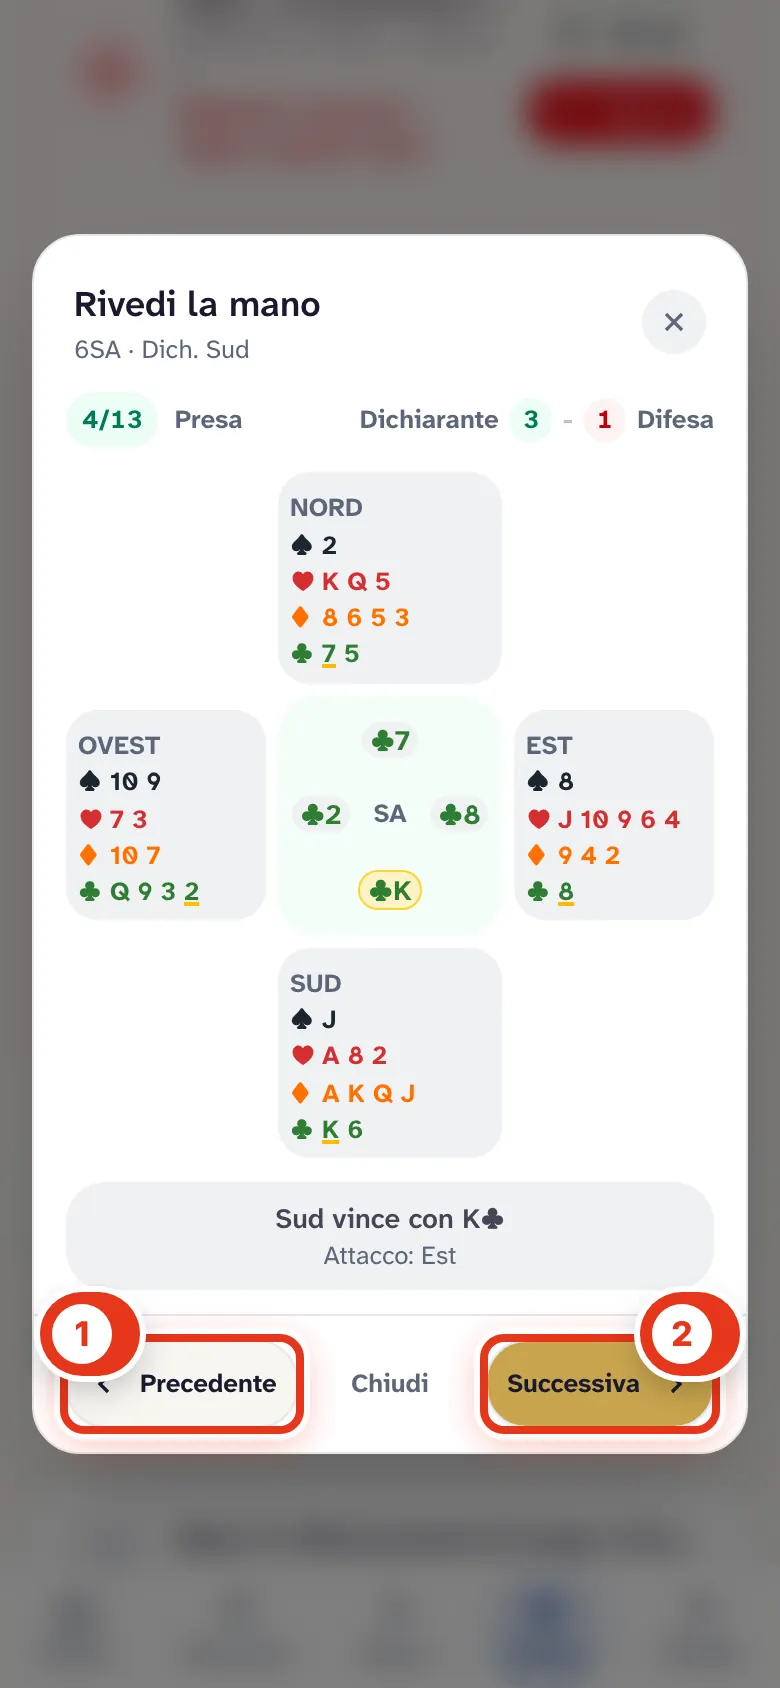 Rivedi la mano
6SA · Dich. Sud
4/13 Presa Dichiarante 3 - 1 Difesa
NORD
♠ 2
♥ K Q 5
♦ 8 6 5 3
♣ 7 5
OVEST
♠ 10 9
♥ 7 3
♦ 10 7
♣ Q 9 3 2
♣7
♣2 SA ♣8
♣K
EST
♠ 8
♥ J 10 9 6 4
♦ 9 4 2
♣ 8
SUD
♠ J
♥ A 8 2
♦ A K Q J
♣ K 6
Sud vince con K♣
Attacco: Est
1 2
Precedente Chiudi Successiva